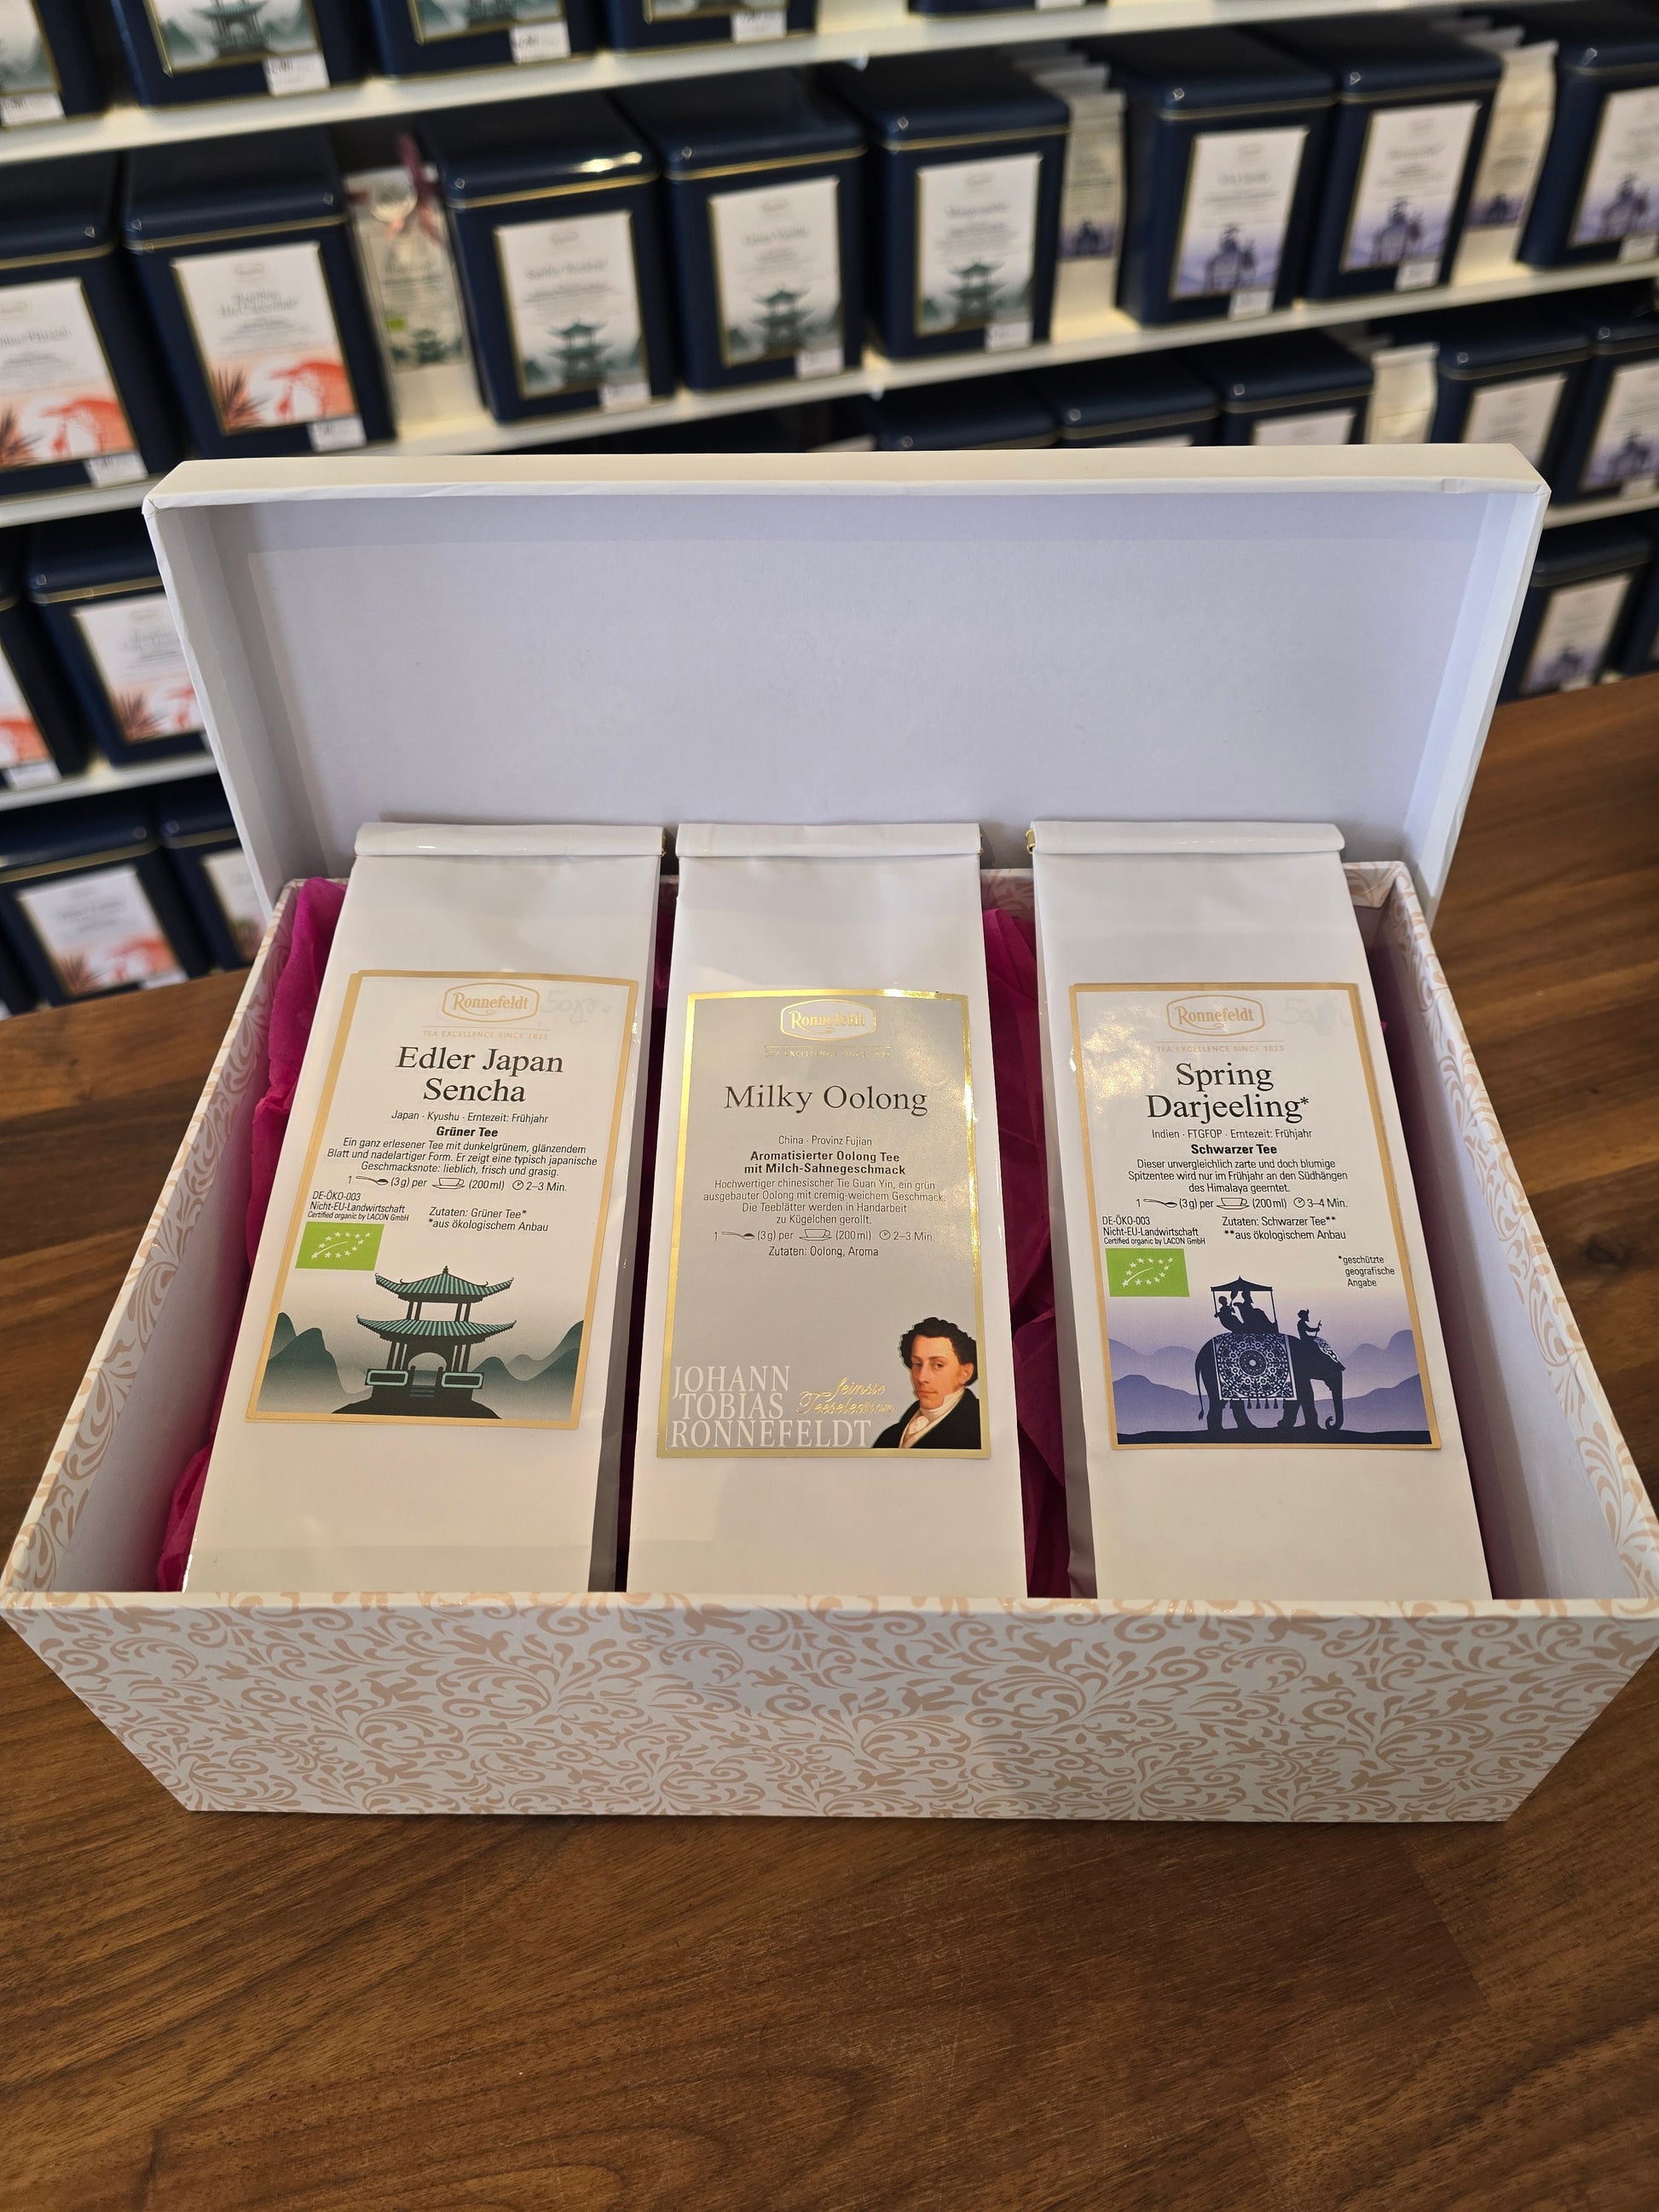 Ronnefeldt
50gr.
TEA EXCELLENCE SINCE 1823
Edler Japan
Sencha
Japan · Kyushu · Erntezeit: Frühjahr
Grüner Tee
Ein ganz erlesener Tee mit dunkelgrünem, glänzendem
Blatt und nadelartiger Form. Er zeigt eine typisch japanische
Geschmacksnote: lieblich, frisch und grasig.
1 (3g) per (200 ml) 2–3 Min.
DE-ÖKO-003
Nicht-EU-Landwirtschaft
Certified organic by LACON GmbH
Zutaten: Grüner Tee*
*aus ökologischem Anbau
Ronnefeldt
TEA EXCELLENCE SINCE 1823
Milky Oolong
China · Provinz Fujian
Aromatisierter Oolong Tee
mit Milch-Sahnegeschmack
Hochwertiger chinesischer Tie Guan Yin, ein grün
ausgebauter Oolong mit cremig-weichem Geschmack.
Die Teeblätter werden in Handarbeit
zu Kügelchen gerollt.
1 (3g) per (200 ml) 2–3 Min.
Zutaten: Oolong, Aroma
JOHANN
TOBIAS
RONNEFELDT
feinste
Teeselection
Ronnefeldt
TEA EXCELLENCE SINCE 1823
Spring
Darjeeling*
Indien · FTGFOP · Erntezeit: Frühjahr
Schwarzer Tee
Dieser unvergleichlich zarte und doch blumige
Spitzentee wird nur im Frühjahr an den Südhängen
des Himalaya geerntet.
1 (3g) per (200 ml) 3–4 Min.
DE-ÖKO-003
Nicht-EU-Landwirtschaft
Certified organic by LACON GmbH
Zutaten: Schwarzer Tee**
**aus ökologischem Anbau
*geschützte
geografische
Angabe